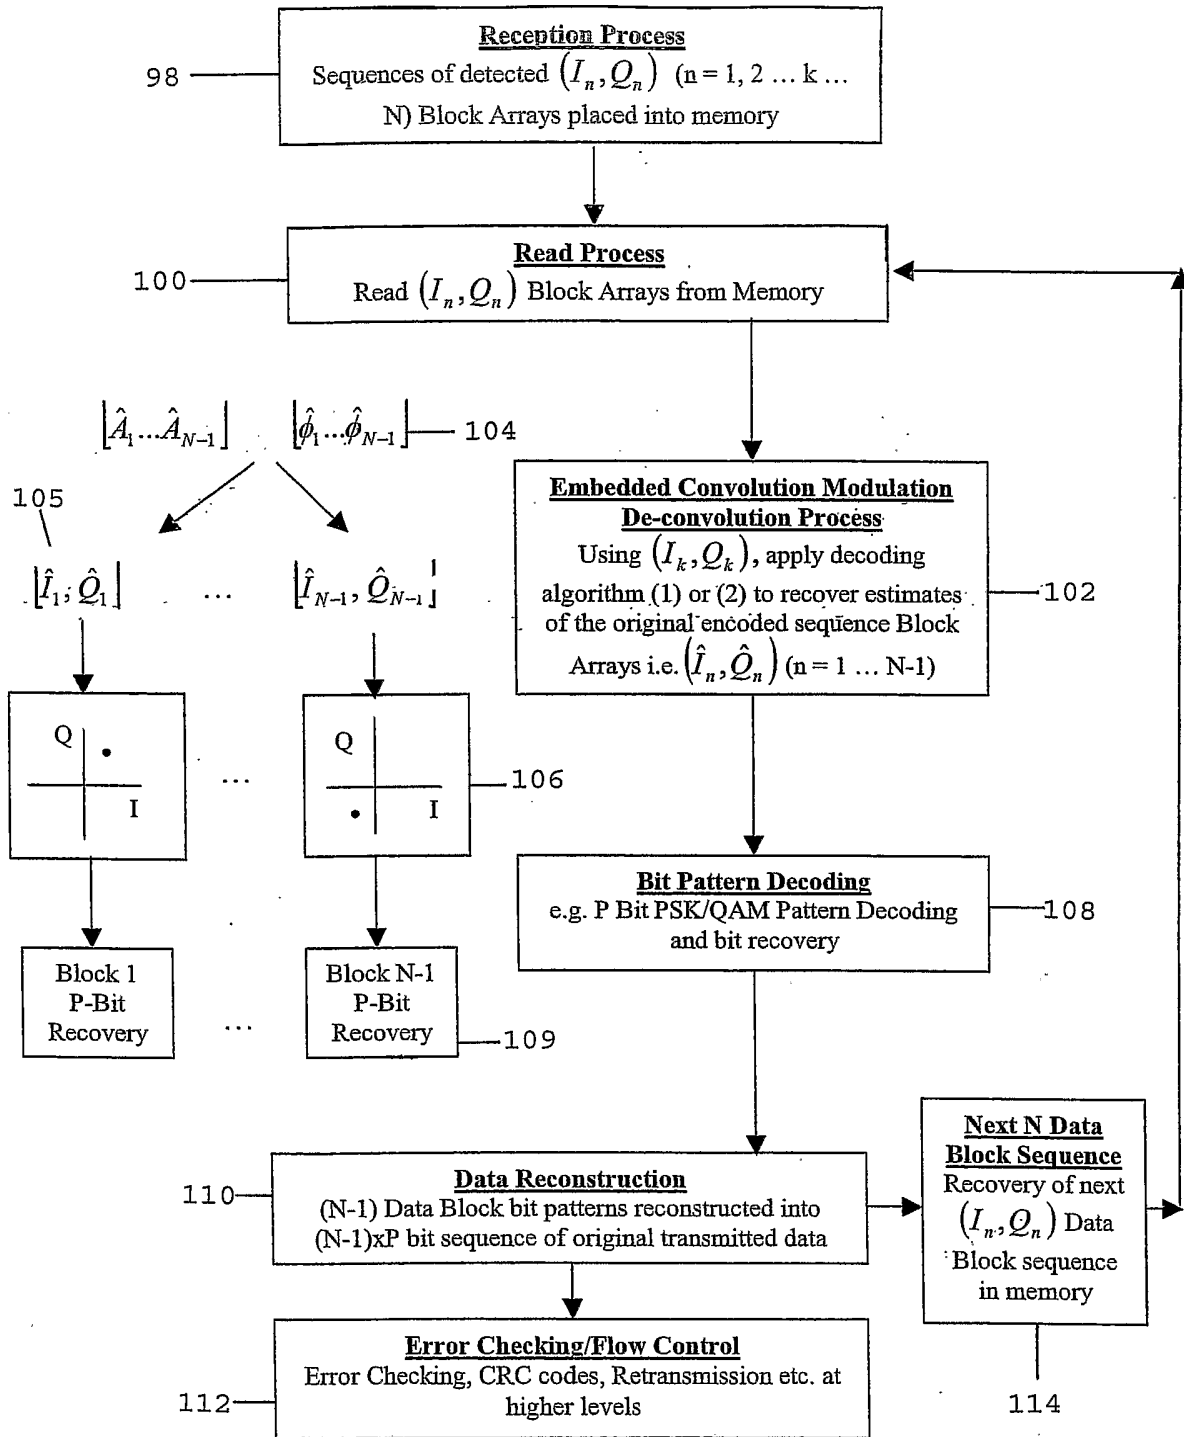 Reception Process
98
Sequences of detected (I_n, Q_n) (n = 1, 2 ... k ...
N) Block Arrays placed into memory
Read Process
100
Read (I_n, Q_n) Block Arrays from Memory
⌊Â_1...Â_{N-1}⌋ ⌊φ̂_1...φ̂_{N-1}⌋ 104
105
⌊Î_1, Q̂_1⌋ ... ⌊Î_{N-1}, Q̂_{N-1}⌋
Embedded Convolution Modulation
De-convolution Process
Using (I_k, Q_k), apply decoding
algorithm (1) or (2) to recover estimates
of the original encoded sequence Block
Arrays i.e. (Î_n, Q̂_n) (n = 1 ... N-1)
102
Q
I
...
Q
I
106
Bit Pattern Decoding
e.g. P Bit PSK/QAM Pattern Decoding
and bit recovery
108
Block 1
P-Bit
Recovery
...
Block N-1
P-Bit
Recovery
109
Data Reconstruction
110
(N-1) Data Block bit patterns reconstructed into
(N-1)xP bit sequence of original transmitted data
Next N Data
Block Sequence
Recovery of next
(I_n, Q_n) Data
Block sequence
in memory
114
Error Checking/Flow Control
Error Checking, CRC codes, Retransmission etc. at
higher levels
112